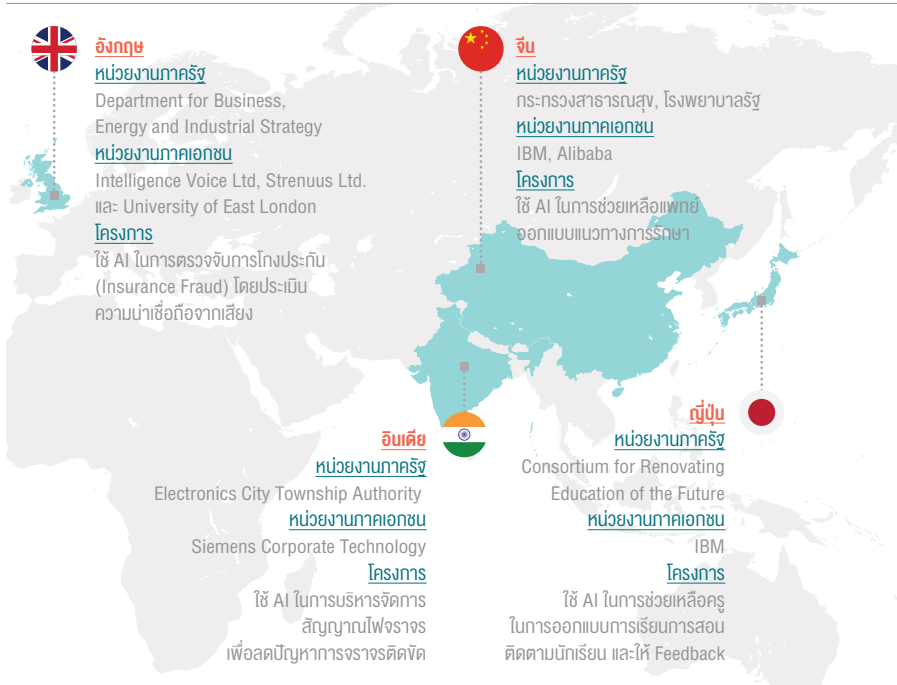 อังกฤษ
หน่วยงานภาครัฐ
Department for Business,
Energy and Industrial Strategy
หน่วยงานภาคเอกชน
Intelligence Voice Ltd, Strenuus Ltd.
และ University of East London
โครงการ
ใช้ AI ในการตรวจจับการโกงประกัน
(Insurance Fraud) โดยประเมิน
ความน่าเชื่อถือจากเสียง
จีน
หน่วยงานภาครัฐ
กระทรวงสาธารณสุข, โรงพยาบาลรัฐ
หน่วยงานภาคเอกชน
IBM, Alibaba
โครงการ
ใช้ AI ในการช่วยเหลือแพทย์
ออกแบบแนวทางการรักษา
อินเดีย
หน่วยงานภาครัฐ
Electronics City Township Authority
หน่วยงานภาคเอกชน
Siemens Corporate Technology
โครงการ
ใช้ AI ในการบริหารจัดการ
สัญญาณไฟจราจร
เพื่อลดปัญหาการจราจรติดขัด
ญี่ปุ่น
หน่วยงานภาครัฐ
Consortium for Renovating
Education of the Future
หน่วยงานภาคเอกชน
IBM
โครงการ
ใช้ AI ในการช่วยเหลือครู
ในการออกแบบการเรียนการสอน
ติดตามนักเรียน และให้ Feedback